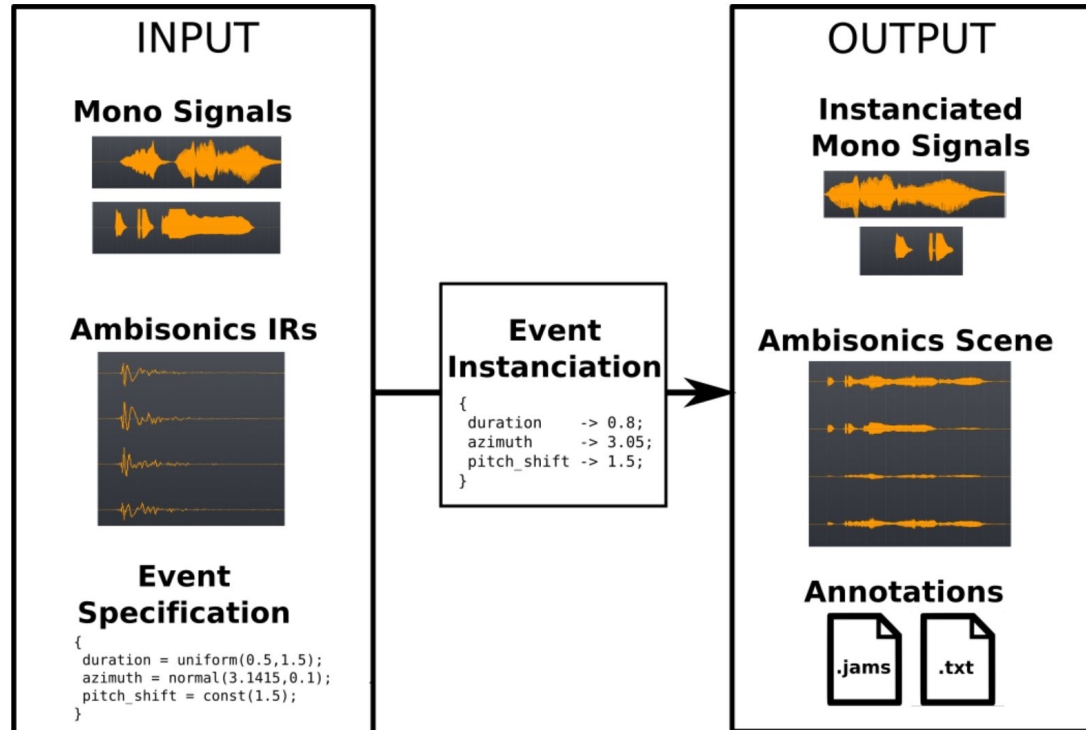 INPUT
Mono Signals
Ambisonics IRs
Event
Specification
{
duration = uniform(0.5,1.5);
azimuth = normal(3.1415,0.1);
pitch_shift = const(1.5);
}
Event
Instanciation
{
duration -> 0.8;
azimuth -> 3.05;
pitch_shift -> 1.5;
}
OUTPUT
Instanciated
Mono Signals
Ambisonics Scene
Annotations
.jams
.txt